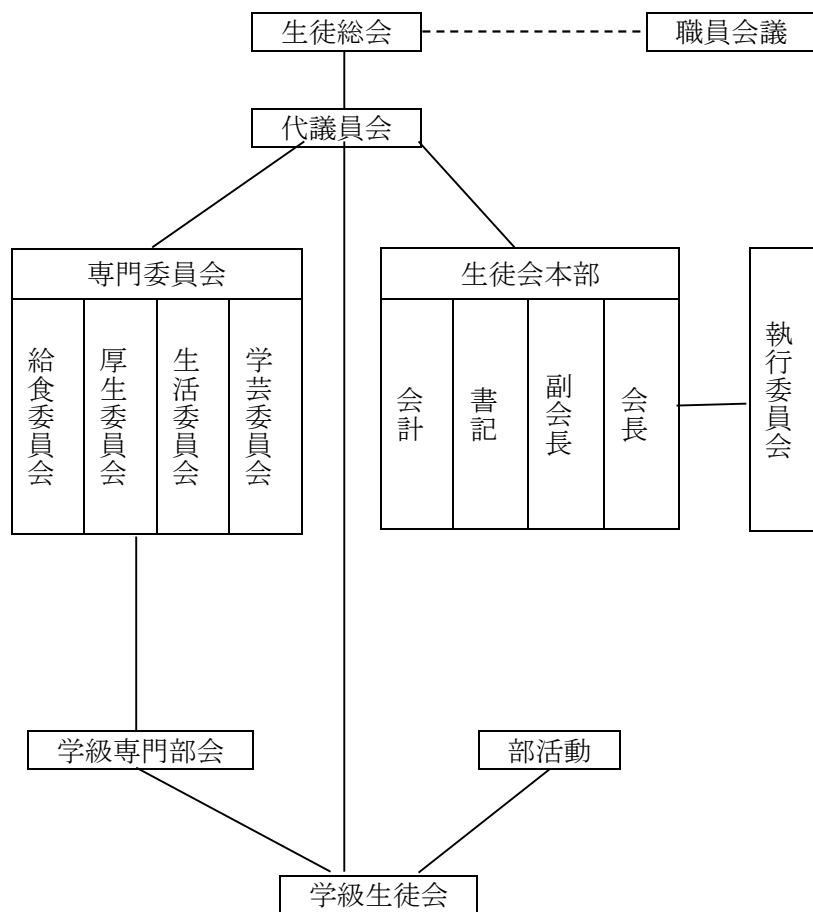 生徒総会
職員会議
代議員会
専門委員会
生徒会本部
給食委員会
厚生委員会
生活委員会
学芸委員会
会計
書記
副会長
会長
執行委員会
学級専門部会
部活動
学級生徒会